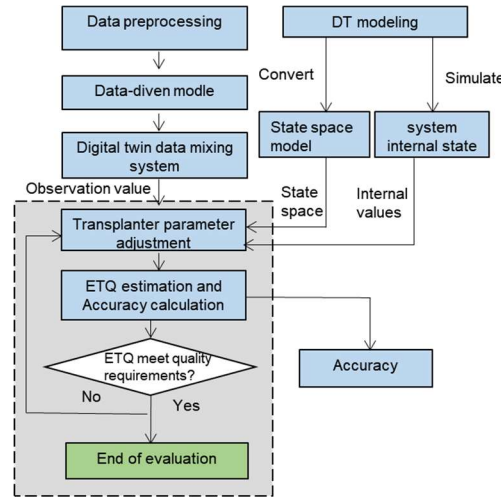 Data preprocessing
DT modeling
Convert
Simulate
Data-diven modle
State space
model
system
internal state
Digital twin data mixing
system
Observation value
State
space
Internal
values
Transplanter parameter
adjustment
ETQ estimation and
Accuracy calculation
ETQ meet quality
requirements?
Accuracy
No
Yes
End of evaluation